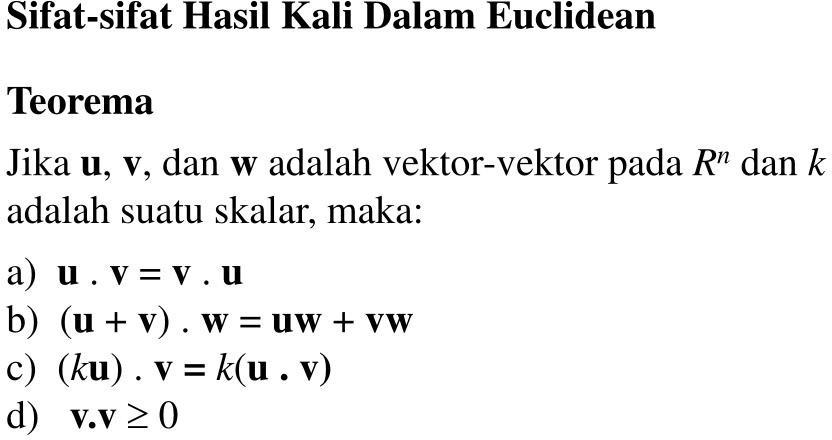 Sifat-sifat Hasil Kali Dalam Euclidean
Teorema
Jika u, v, dan w adalah vektor-vektor pada Rⁿ dan k
adalah suatu skalar, maka:
a) u . v = v . u
b) (u + v) . w = uw + vw
c) (ku) . v = k(u . v)
d) v.v ≥ 0